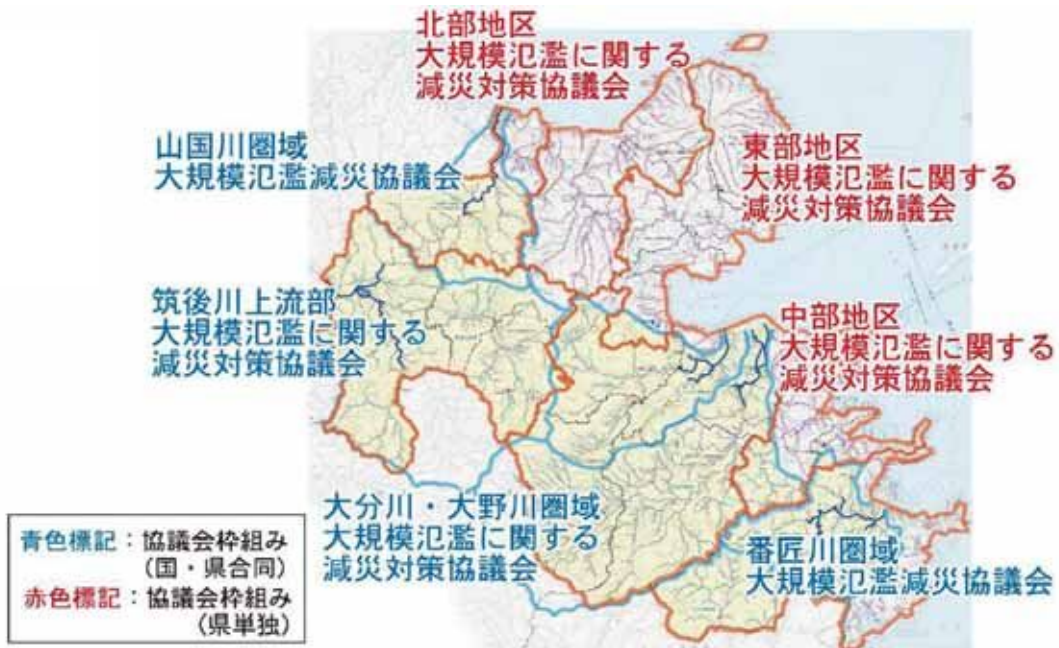 北部地区
大規模氾濫に関する
減災対策協議会
山国川圏域
大規模氾濫減災協議会
東部地区
大規模氾濫に関する
減災対策協議会
筑後川上流部
大規模氾濫に関する
減災対策協議会
中部地区
大規模氾濫に関する
減災対策協議会
大分川・大野川圏域
大規模氾濫に関する
減災対策協議会
番匠川圏域
大規模氾濫減災協議会
青色標記：協議会枠組み
（国・県合同）
赤色標記：協議会枠組み
（県単独）